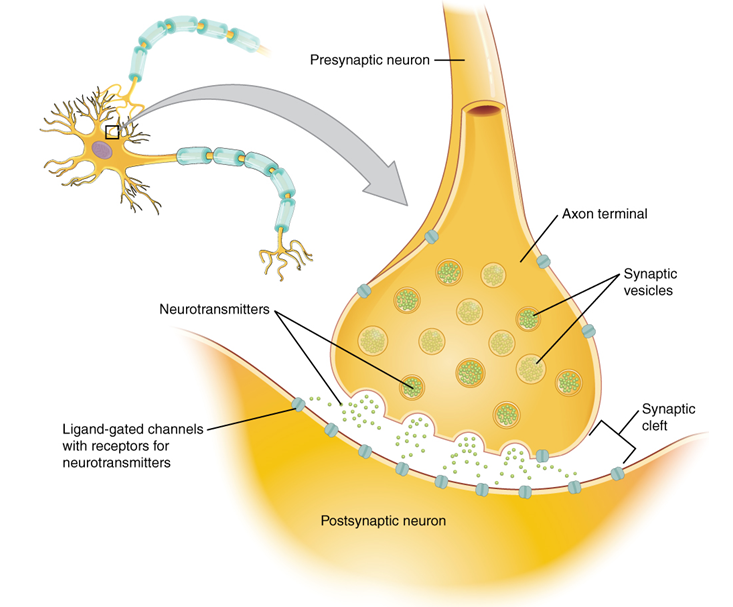 Presynaptic neuron
Axon terminal
Synaptic
vesicles
Neurotransmitters
Synaptic
cleft
Ligand-gated channels
with receptors for
neurotransmitters
Postsynaptic neuron